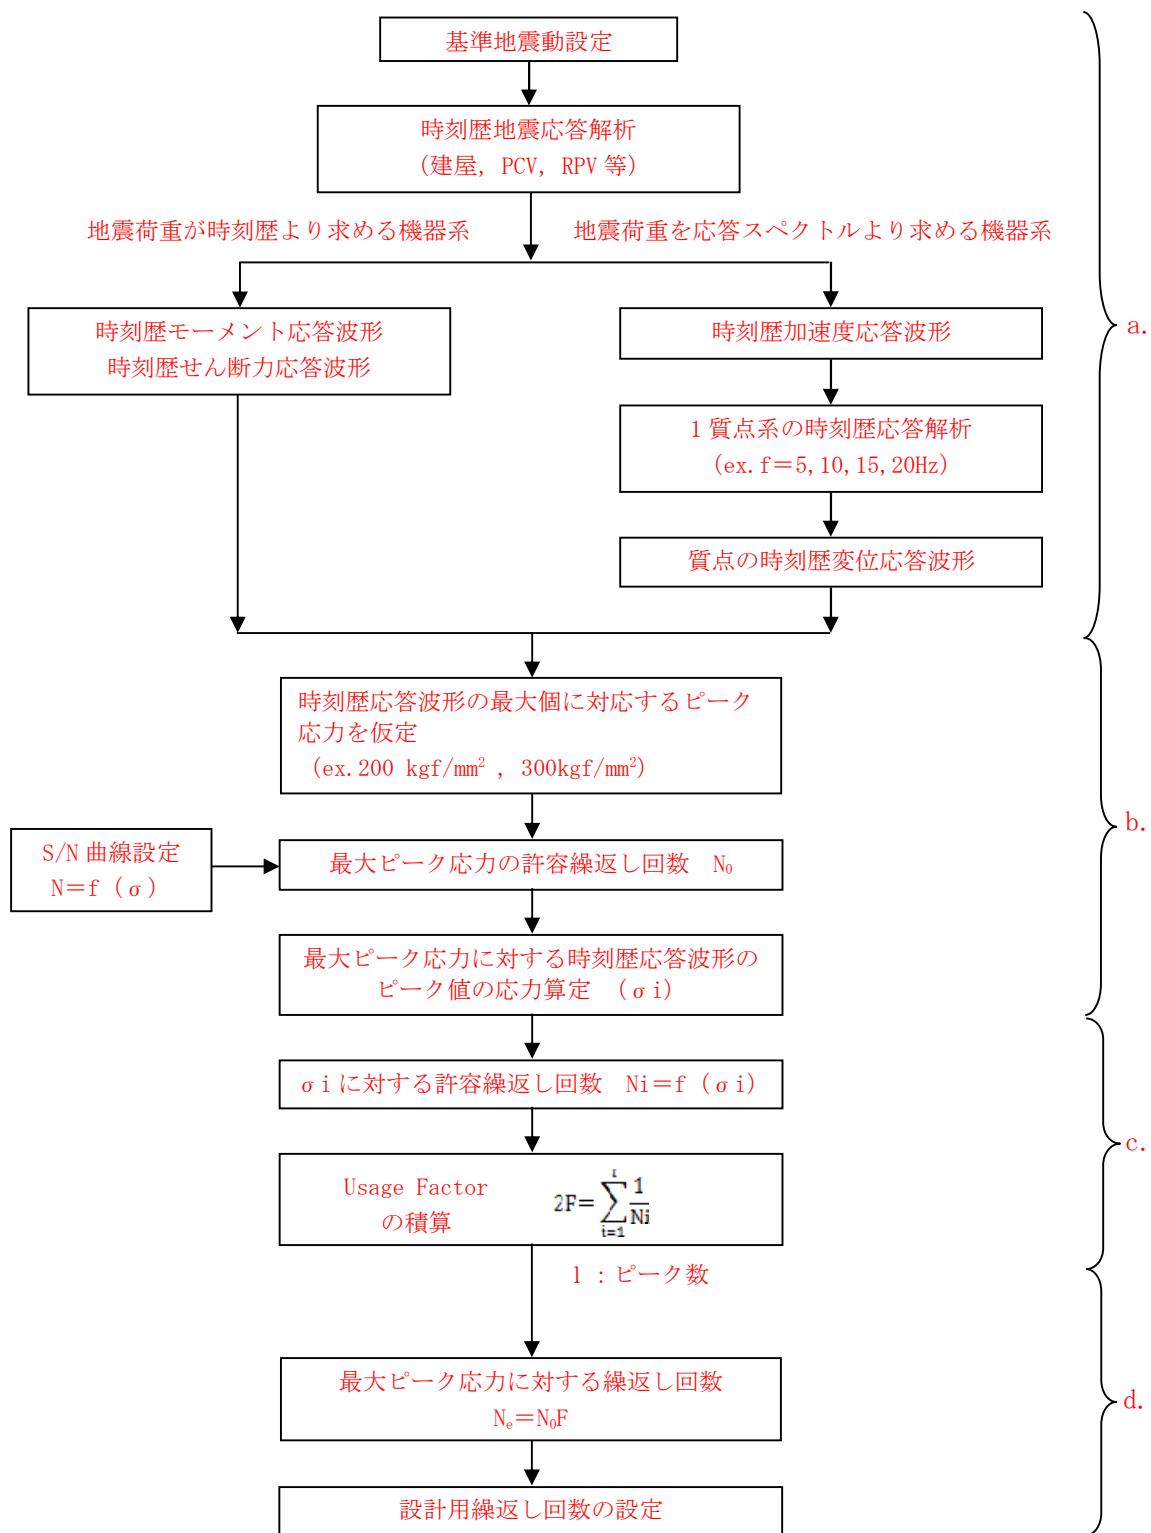 基準地震動設定
時刻歴地震応答解析
(建屋, PCV, RPV 等)
地震荷重が時刻歴より求める機器系
地震荷重を応答スペクトルより求める機器系
時刻歴モーメント応答波形
時刻歴せん断力応答波形
時刻歴加速度応答波形
1 質点系の時刻歴応答解析
(ex.f＝5,10,15,20Hz)
質点の時刻歴変位応答波形
a.
時刻歴応答波形の最大個に対応するピーク
応力を仮定
(ex.200 kgf/mm² , 300kgf/mm²)
S/N 曲線設定
N＝f (σ)
最大ピーク応力の許容繰返し回数　N₀
最大ピーク応力に対する時刻歴応答波形の
ピーク値の応力算定　(σi)
b.
σi に対する許容繰返し回数　Ni＝f (σi)
Usage Factor
の積算
2F=∑_{i=1}^{l} 1/Ni
c.
l ：ピーク数
最大ピーク応力に対する繰返し回数
Nₑ＝N₀F
設計用繰返し回数の設定
d.